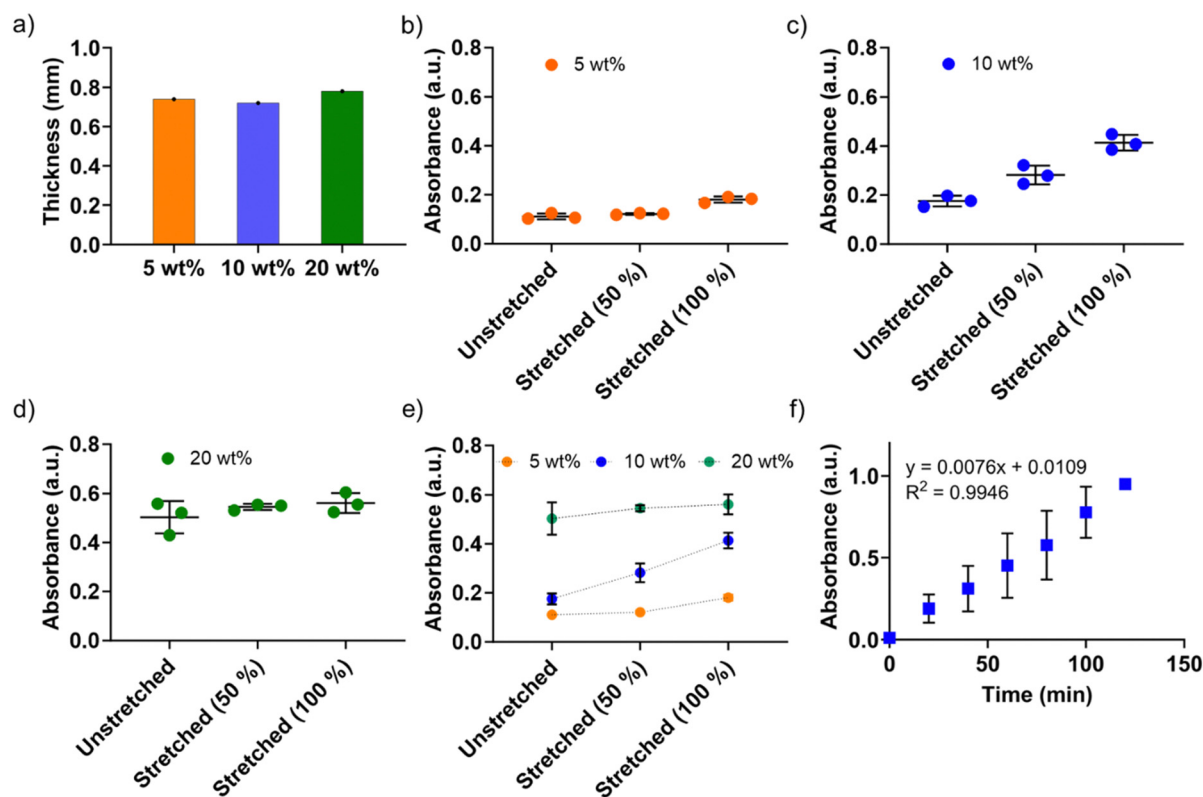 a)
Thickness (mm)
1.0
0.8
0.6
0.4
0.2
0.0
5 wt% 10 wt% 20 wt%
b)
Absorbance (a.u.)
0.8
0.6
0.4
0.2
0.0
5 wt%
Unstretched
Stretched (50 %)
Stretched (100 %)
c)
Absorbance (a.u.)
0.8
0.6
0.4
0.2
0.0
10 wt%
Unstretched
Stretched (50 %)
Stretched (100 %)
d)
Absorbance (a.u.)
0.8
0.6
0.4
0.2
0.0
20 wt%
Unstretched
Stretched (50 %)
Stretched (100 %)
e)
Absorbance (a.u.)
0.8
0.6
0.4
0.2
0.0
5 wt% 10 wt% 20 wt%
Unstretched
Stretched (50 %)
Stretched (100 %)
f)
Absorbance (a.u.)
1.0
0.5
0.0
y = 0.0076x + 0.0109
R² = 0.9946
0 50 100 150
Time (min)